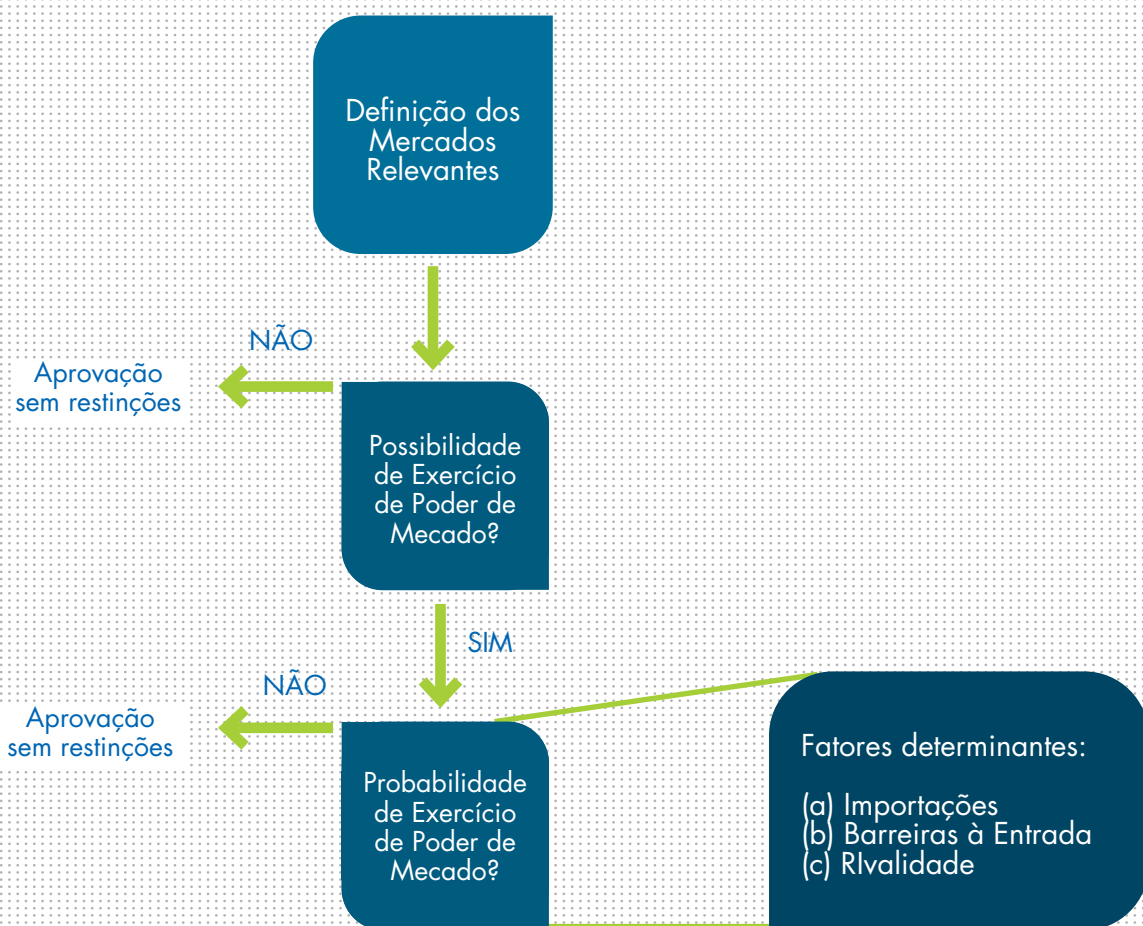 Definição dos
Mercados
Relevantes
NÃO
Aprovação
sem restinções
Possibilidade
de Exercício
de Poder de
Mecado?
SIM
NÃO
Aprovação
sem restinções
Probabilidade
de Exercício
de Poder de
Mecado?
Fatores determinantes:
(a) Importações
(b) Barreiras à Entrada
(c) RIvalidade